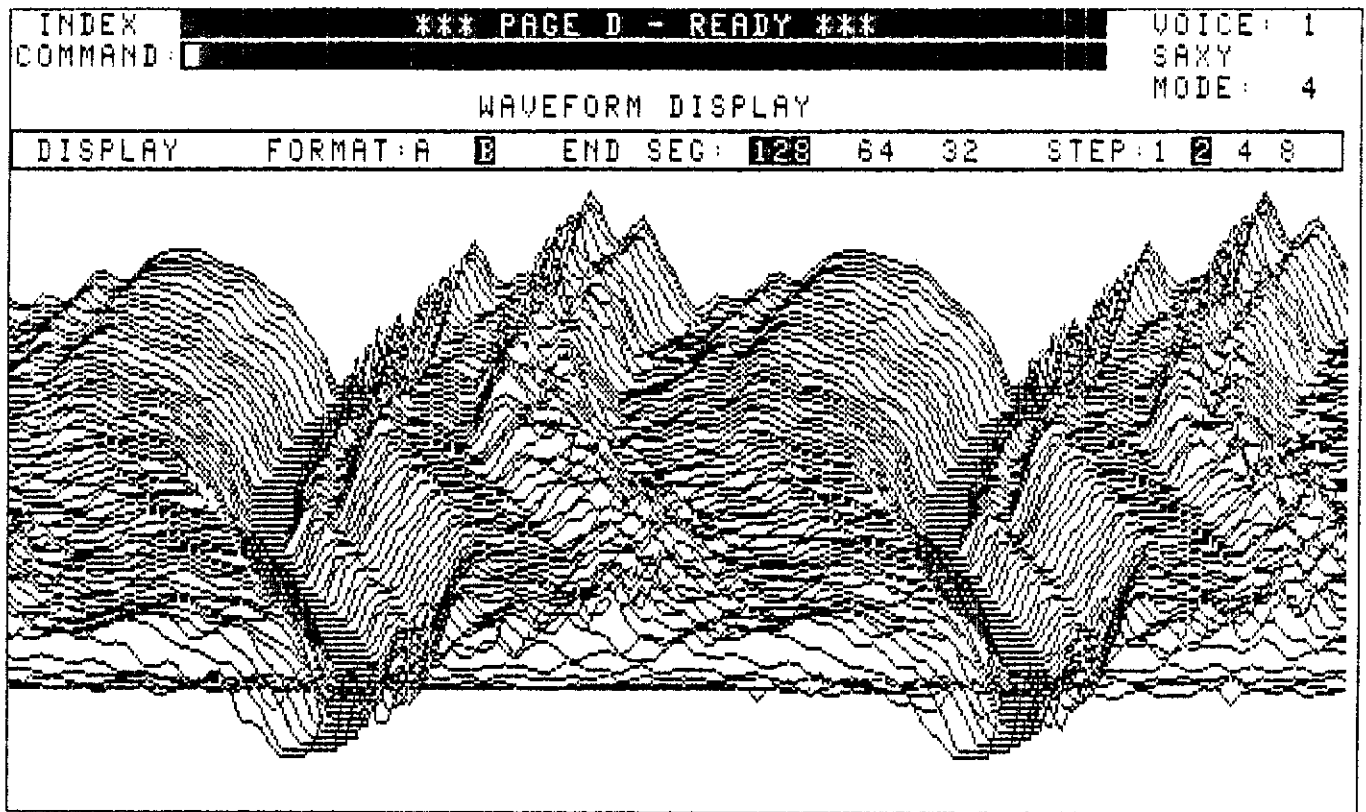 INDEX *** PAGE D - READY *** VOICE: 1
COMMAND: SAXY
MODE: 4
WAVEFORM DISPLAY
DISPLAY FORMAT:A B END SEG: 128 64 32 STEP:1 2 4 8